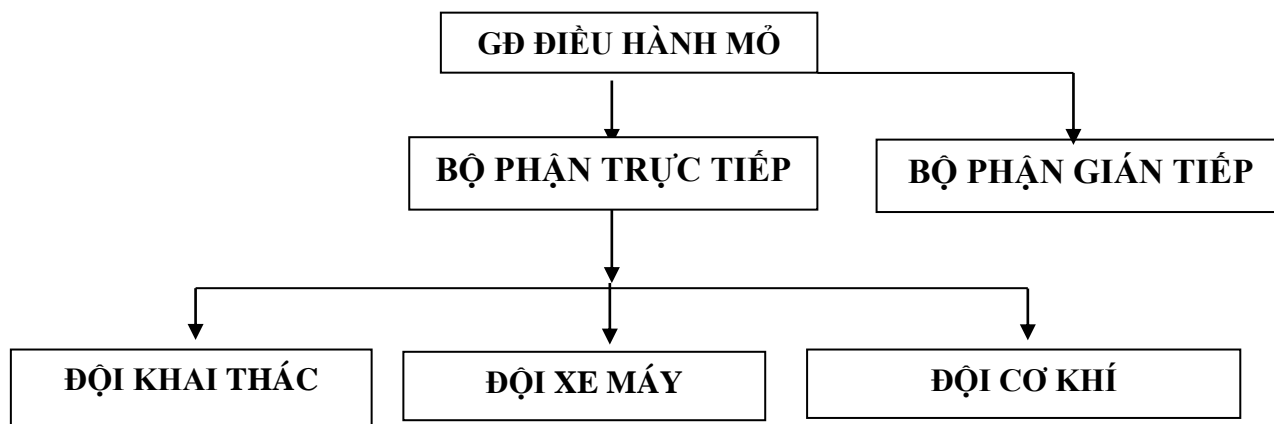 GĐ ĐIỀU HÀNH MỎ
BỘ PHẬN TRỰC TIẾP
BỘ PHẬN GIÁN TIẾP
ĐỘI KHAI THÁC
ĐỘI XE MÁY
ĐỘI CƠ KHÍ